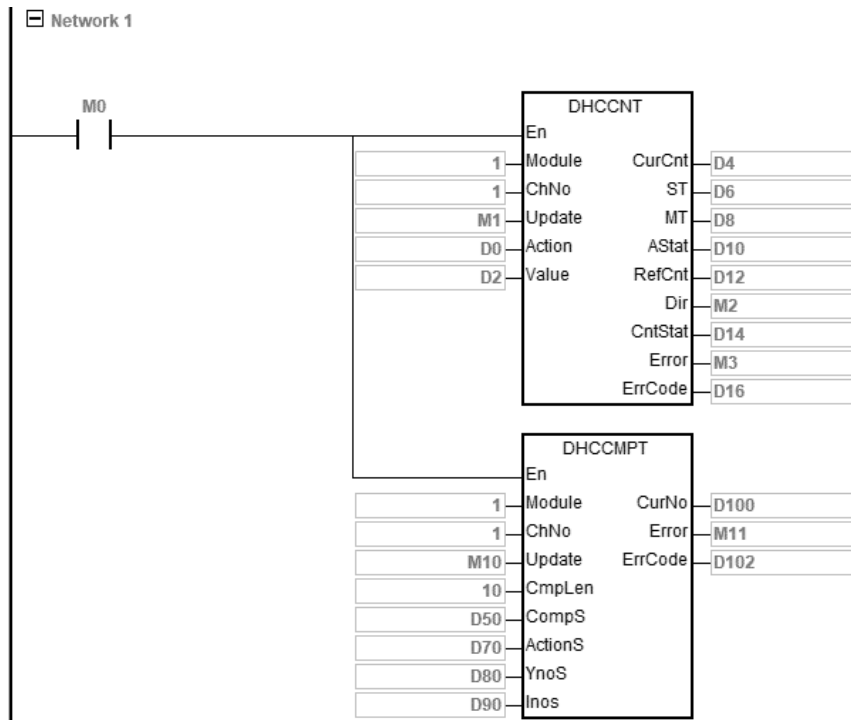 Network 1
M0
DHCCNT
En
1 Module CurCnt D4
1 ChNo ST D6
M1 Update MT D8
D0 Action AStat D10
D2 Value RefCnt D12
Dir M2
CntStat D14
Error M3
ErrCode D16
DHCCMPT
En
1 Module CurNo D100
1 ChNo Error M11
M10 Update ErrCode D102
10 CmpLen
D50 CompS
D70 ActionS
D80 YnoS
D90 Inos